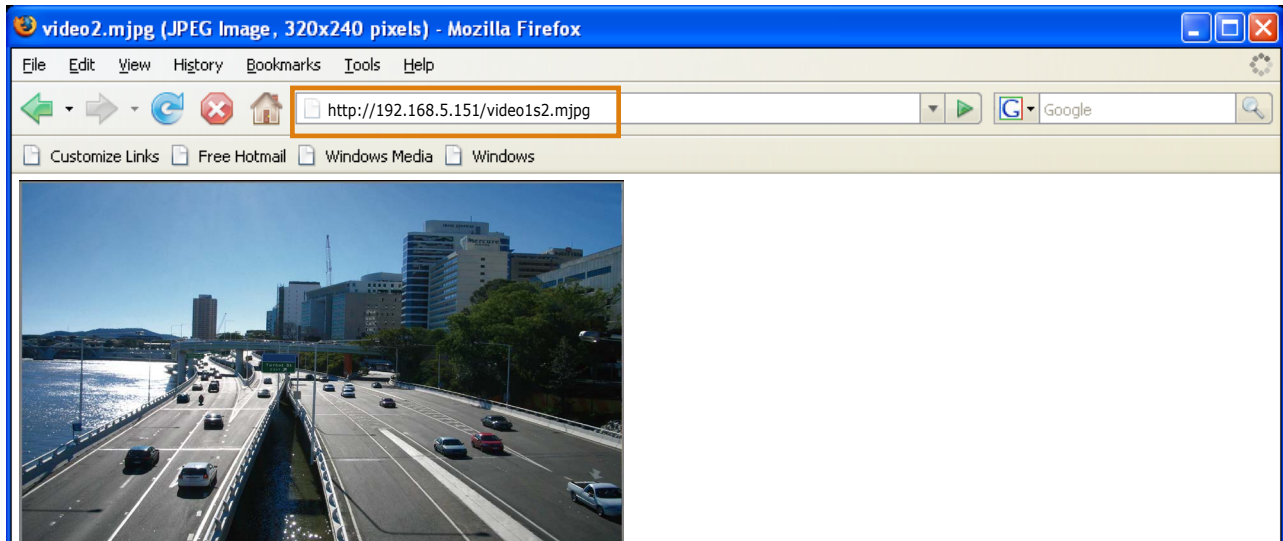 video2.mjpg (JPEG Image, 320x240 pixels) - Mozilla Firefox
File Edit View History Bookmarks Tools Help
http://192.168.5.151/video1s2.mjpg G Google
Customize Links Free Hotmail Windows Media Windows
mercure